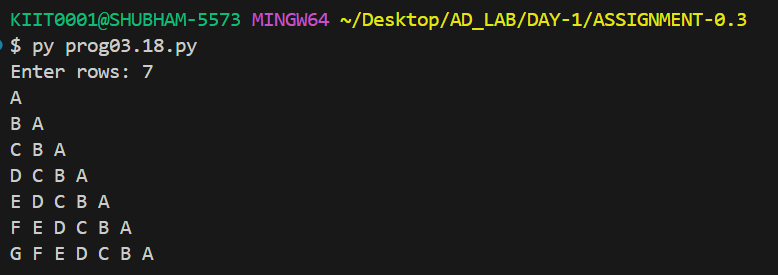 KIIT0001@SHUBHAM-5573 MINGW64 ~/Desktop/AD_LAB/DAY-1/ASSIGNMENT-0.3
$ py prog03.18.py
Enter rows: 7
A
B A
C B A
D C B A
E D C B A
F E D C B A
G F E D C B A